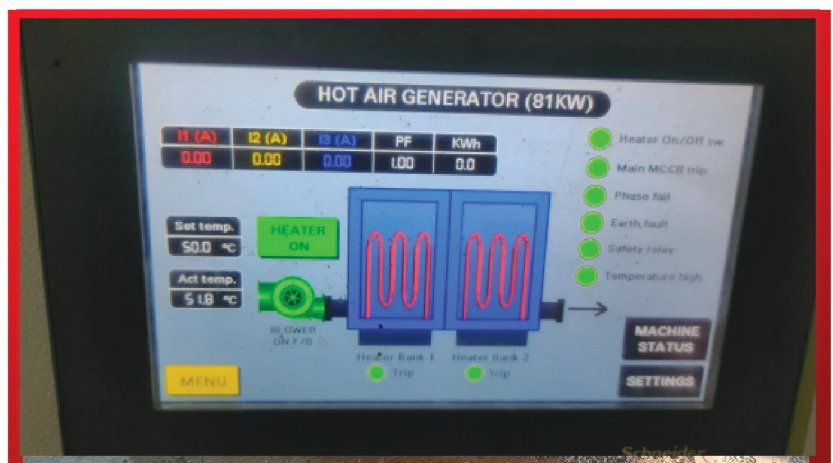 HOT AIR GENERATOR (81KW)
I1 (A) I2 (A) I3 (A) PF KWh
0.00 0.00 0.00 1.00 0.0
Heater On/Off sw
Main MCCB trip
Phase fail
Earth fault
Safety relay
Temperature high
Set temp.
50.0 °C
HEATER
ON
Act temp.
51.8 °C
BLOWER
ON F/B
Heater Bank 1 Heater Bank 2
Trip Trip
MACHINE
STATUS
MENU
SETTINGS
Schneider